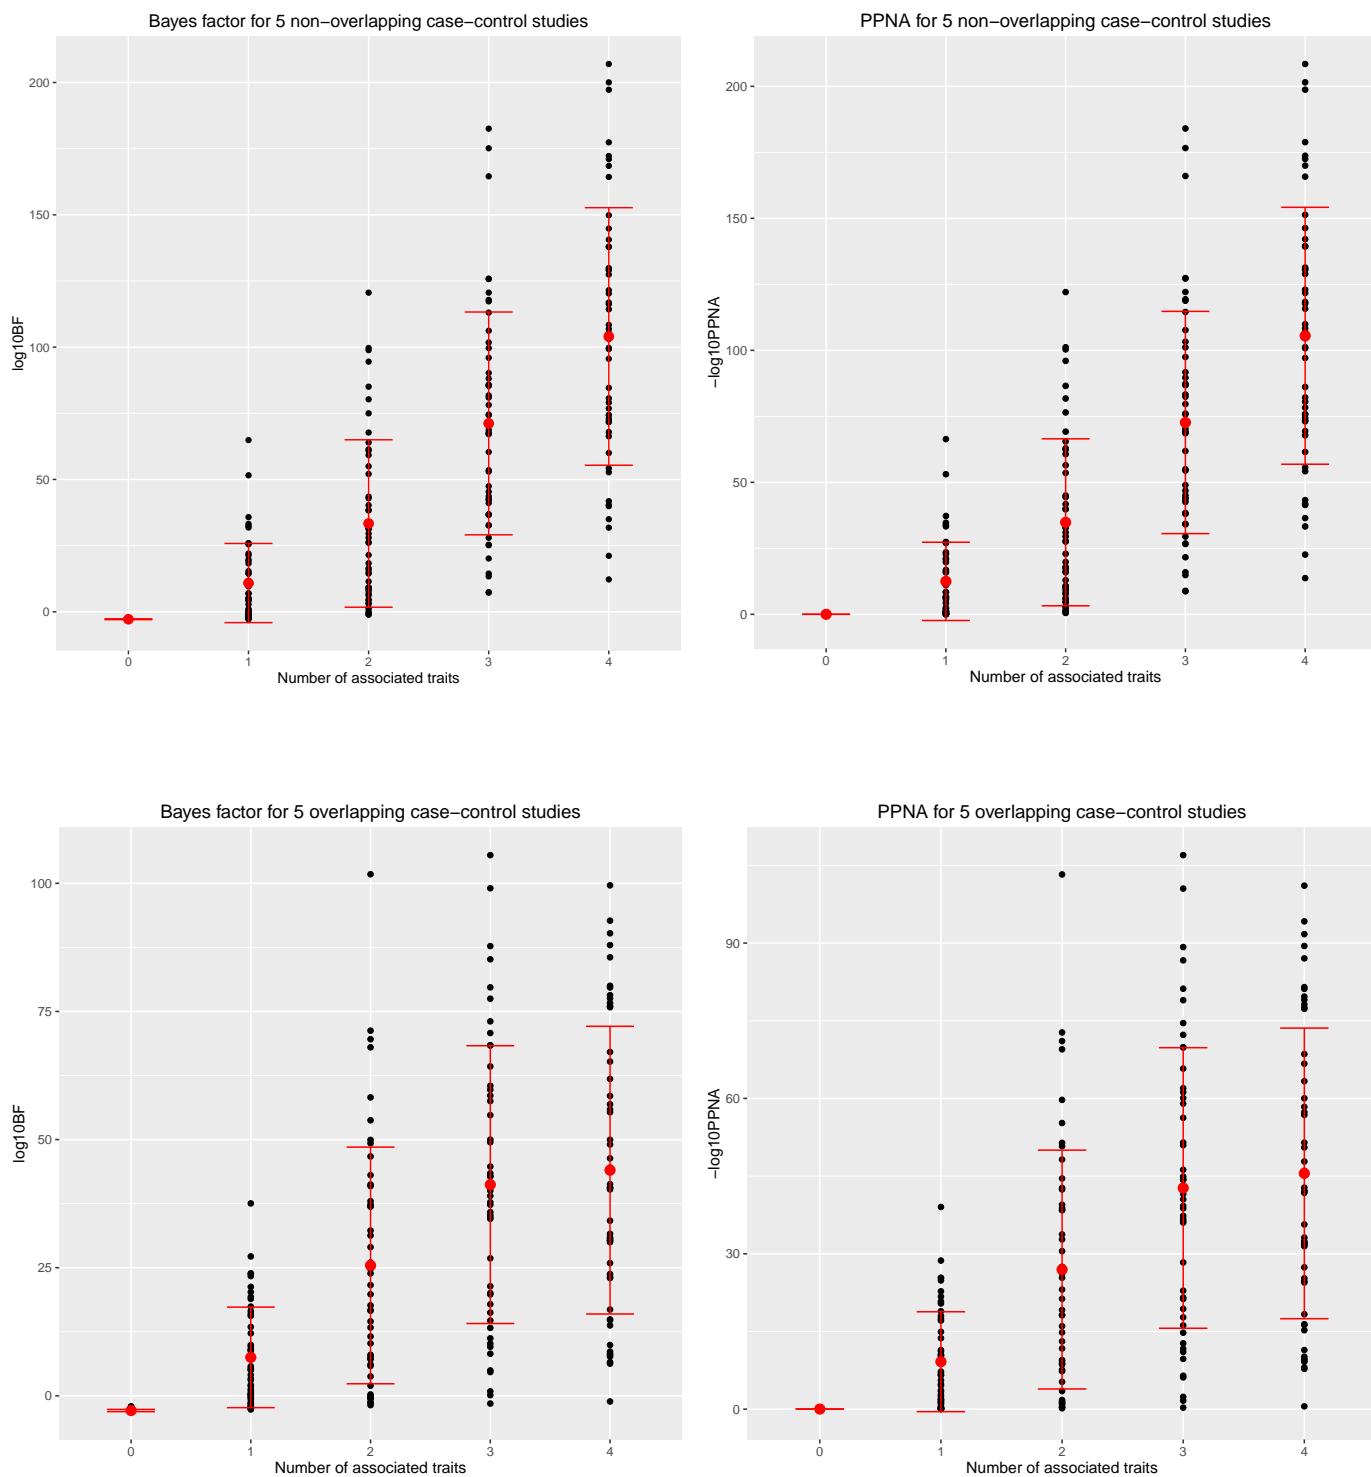 Bayes factor for 5 non−overlapping case−control studies
200
150
100
50
0
log10BF
0 1 2 3 4
Number of associated traits
PPNA for 5 non−overlapping case−control studies
200
150
100
50
0
−log10PPNA
0 1 2 3 4
Number of associated traits
Bayes factor for 5 overlapping case−control studies
100
75
50
25
0
log10BF
0 1 2 3 4
Number of associated traits
PPNA for 5 overlapping case−control studies
90
60
30
0
−log10PPNA
0 1 2 3 4
Number of associated traits